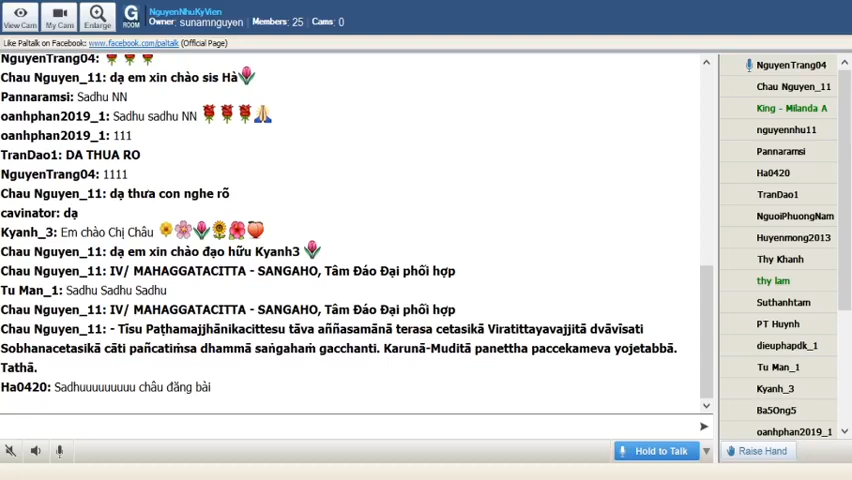 View Cam
My Cam
Enlarge
G
ROOM
NguyenNhuKyVien
Owner: sunamnguyen   Members: 25   Cams: 0
Like Paltalk on Facebook: www.facebook.com/paltalk (Official Page)
NguyenTrang04:
Chau Nguyen_11: dạ em xin chào sis Hà
Pannaramsi: Sadhu NN
oanhphan2019_1: Sadhu sadhu NN
oanhphan2019_1: 111
TranDao1: DA THUA RO
NguyenTrang04: 1111
Chau Nguyen_11: dạ thưa con nghe rõ
cavinator: dạ
Kyanh_3: Em chào Chị Châu
Chau Nguyen_11: dạ em xin chào đạo hữu Kyanh3
Chau Nguyen_11: IV/ MAHAGGATACITTA - SANGAHO, Tâm Đáo Đại phối hợp
Tu Man_1: Sadhu Sadhu Sadhu
Chau Nguyen_11: IV/ MAHAGGATACITTA - SANGAHO, Tâm Đáo Đại phối hợp
Chau Nguyen_11: - Tīsu Paṭhamajjhānikacittesu tāva aññasamānā terasa cetasikā Viratittayavajjitā dvāvīsati
Sobhanacetasikā cāti pañcatiṃsa dhammā saṅgahaṃ gacchanti. Karunā-Muditā panettha paccekameva yojetabbā.
Tathā.
Ha0420: Sadhuuuuuuuuu châu đăng bài
Hold to Talk
NguyenTrang04
Chau Nguyen_11
King - Milanda A
nguyennhu11
Pannaramsi
Ha0420
TranDao1
NguoiPhuongNam
Huyenmong2013
Thy Khanh
thy lam
Suthanhtam
PT Huynh
dieuphapdk_1
Tu Man_1
Kyanh_3
Ba5Ong5
oanhphan2019_1
Raise Hand